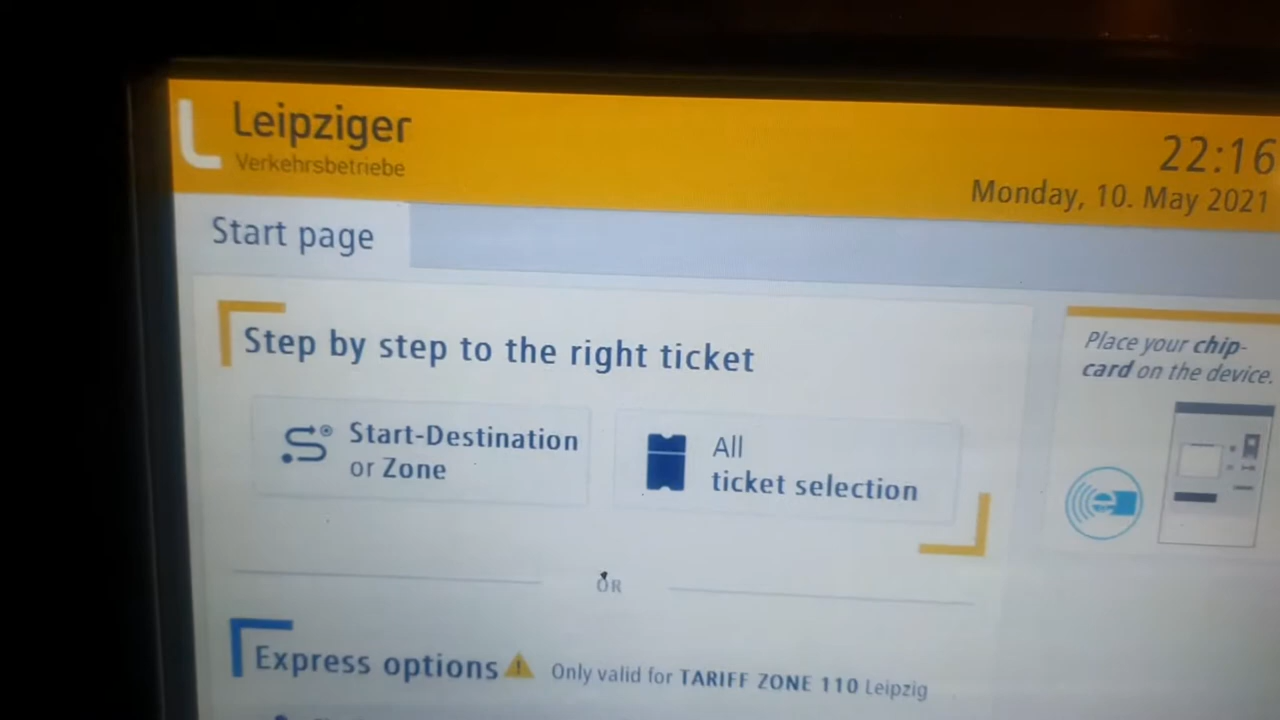 Leipziger
Verkehrsbetriebe
22:16
Monday, 10. May 2021
Start page
Step by step to the right ticket
Place your chip-
card on the device.
Start-Destination
or Zone
All
ticket selection
e
OR
Express options
Only valid for TARIFF ZONE 110 Leipzig